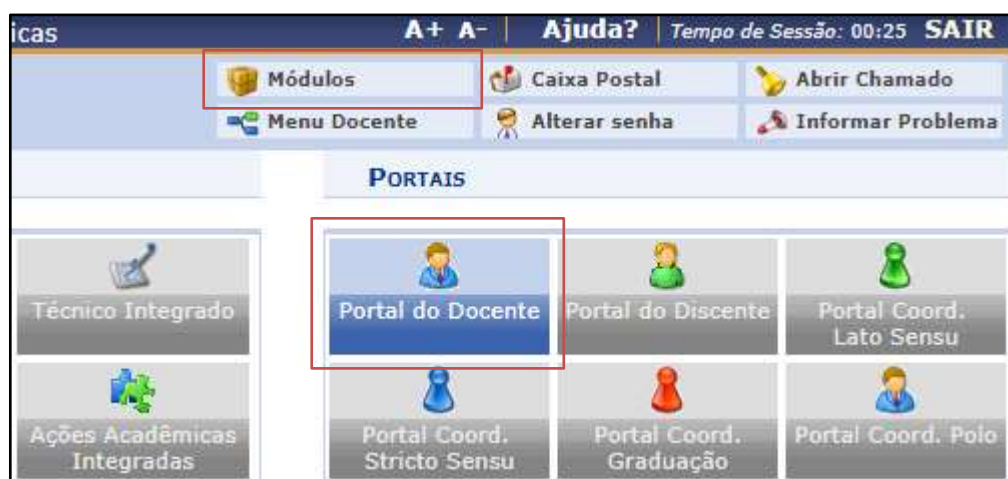 icas A+ A- | Ajuda? | Tempo de Sessão: 00:25 SAIR
Módulos Caixa Postal Abrir Chamado
Menu Docente Alterar senha Informar Problema
PORTAIS
Técnico Integrado Portal do Docente Portal do Discente Portal Coord.
Lato Sensu
Ações Acadêmicas Portal Coord. Portal Coord. Portal Coord. Polo
Integradas Stricto Sensu Graduação